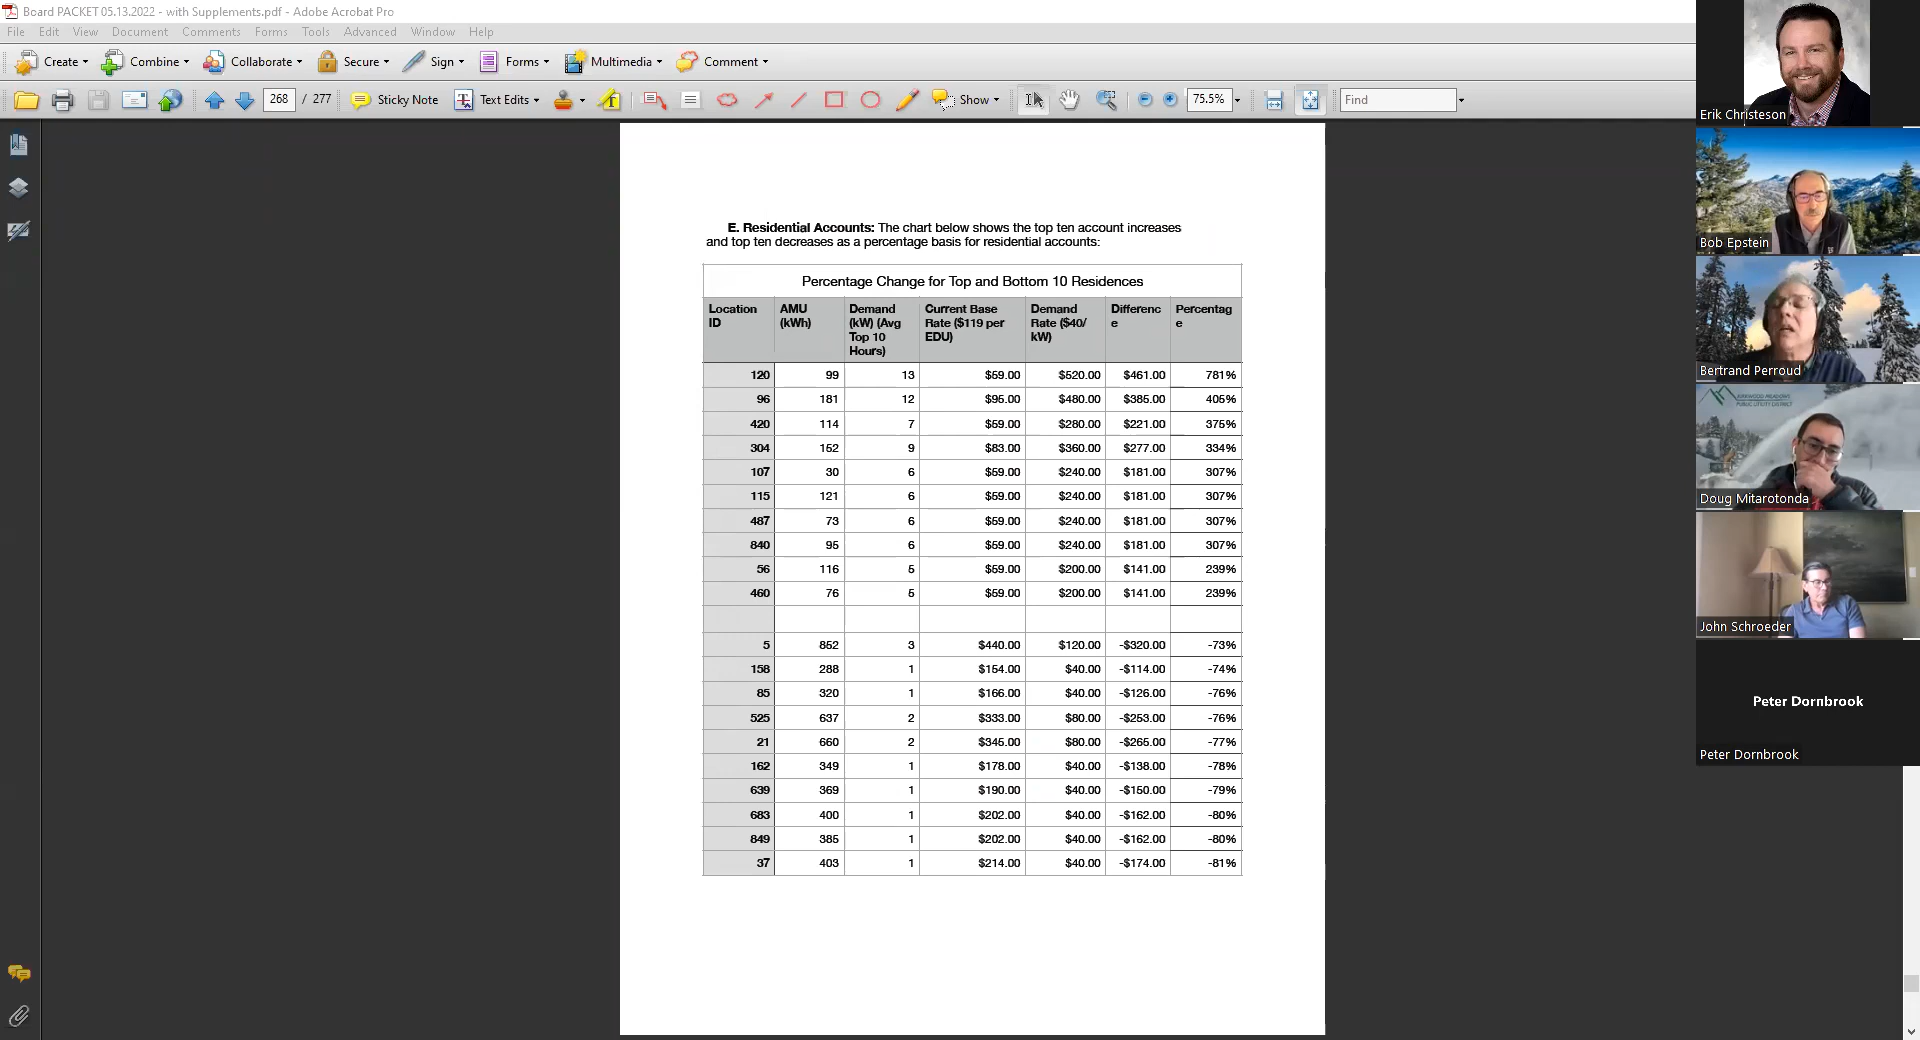 Board PACKET 05.13.2022 - with Supplements.pdf - Adobe Acrobat Pro
File Edit View Document Comments Forms Tools Advanced Window Help
Create Combine Collaborate Secure Sign Forms Multimedia Comment
268 / 277 Sticky Note Text Edits Show 75.5% Find
E. Residential Accounts: The chart below shows the top ten account increases
and top ten decreases as a percentage basis for residential accounts:
Percentage Change for Top and Bottom 10 Residences
Location AMU Demand Current Base Demand Differenc Percentag
ID (kWh) (kW) (Avg Rate ($119 per Rate ($40/ e e
Top 10 EDU) kW)
Hours)
120 99 13 $59.00 $520.00 $461.00 781%
96 181 12 $95.00 $480.00 $385.00 405%
420 114 7 $59.00 $280.00 $221.00 375%
304 152 9 $83.00 $360.00 $277.00 334%
107 30 6 $59.00 $240.00 $181.00 307%
115 121 6 $59.00 $240.00 $181.00 307%
487 73 6 $59.00 $240.00 $181.00 307%
840 95 6 $59.00 $240.00 $181.00 307%
56 116 5 $59.00 $200.00 $141.00 239%
460 76 5 $59.00 $200.00 $141.00 239%
5 852 3 $440.00 $120.00 -$320.00 -73%
158 288 1 $154.00 $40.00 -$114.00 -74%
85 320 1 $166.00 $40.00 -$126.00 -76%
525 637 2 $333.00 $80.00 -$253.00 -76%
21 660 2 $345.00 $80.00 -$265.00 -77%
162 349 1 $178.00 $40.00 -$138.00 -78%
639 369 1 $190.00 $40.00 -$150.00 -79%
683 400 1 $202.00 $40.00 -$162.00 -80%
849 385 1 $202.00 $40.00 -$162.00 -80%
37 403 1 $214.00 $40.00 -$174.00 -81%
Erik Christeson
Bob Epstein
Bertrand Perroud
KIRKWOOD MEADOWS
PUBLIC UTILITY DISTRICT
Doug Mitarotonda
John Schroeder
Peter Dornbrook
Peter Dornbrook